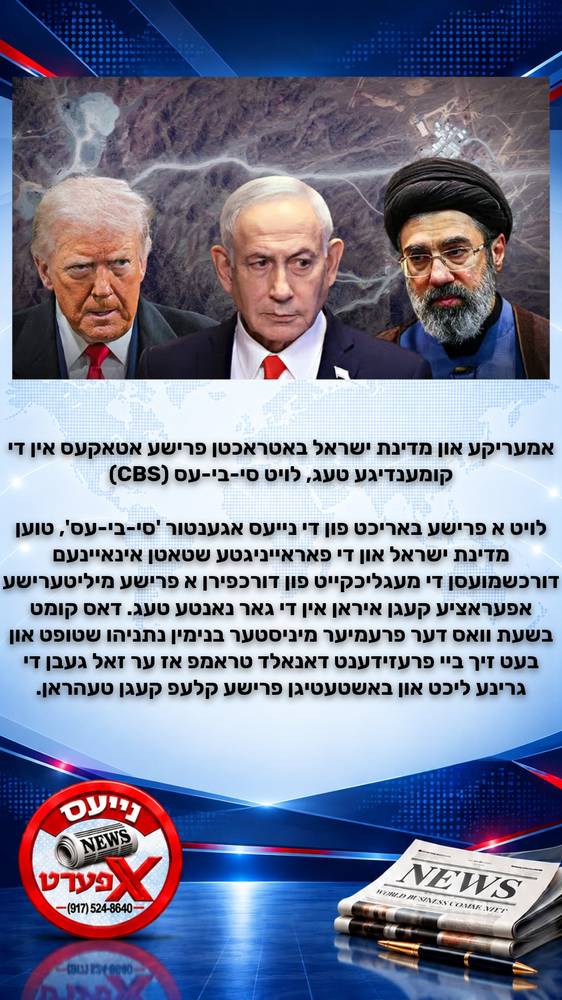 אמעריקע און מדינת ישראל באטראכטן פרישע אטאקעס אין די
קומענדיגע טעג, לויט סי-בי-עס (CBS)
לויט א פרישע באריכט פון די נייעס אגענטור 'סי-בי-עס', טוען
מדינת ישראל און די פאראייניגטע שטאטן אינאיינעם
דורכשמועסן די מעגליכקייט פון דורכפירן א פרישע מיליטערישע
אפעראציע קעגן איראן אין די גאר נאנטע טעג. דאס קומט
בשעת וואס דער פרעמיער מיניסטער בנימין נתניהו שטופט און
בעט זיך ביי פרעזידענט דאנאלד טראמפ אז ער זאל געבן די
גרינע ליכט און באשטעטיגן פרישע קלעפ קעגן טעהראן.
נייעס
NEWS
Xפערט
(917) 524-8640
NEWS